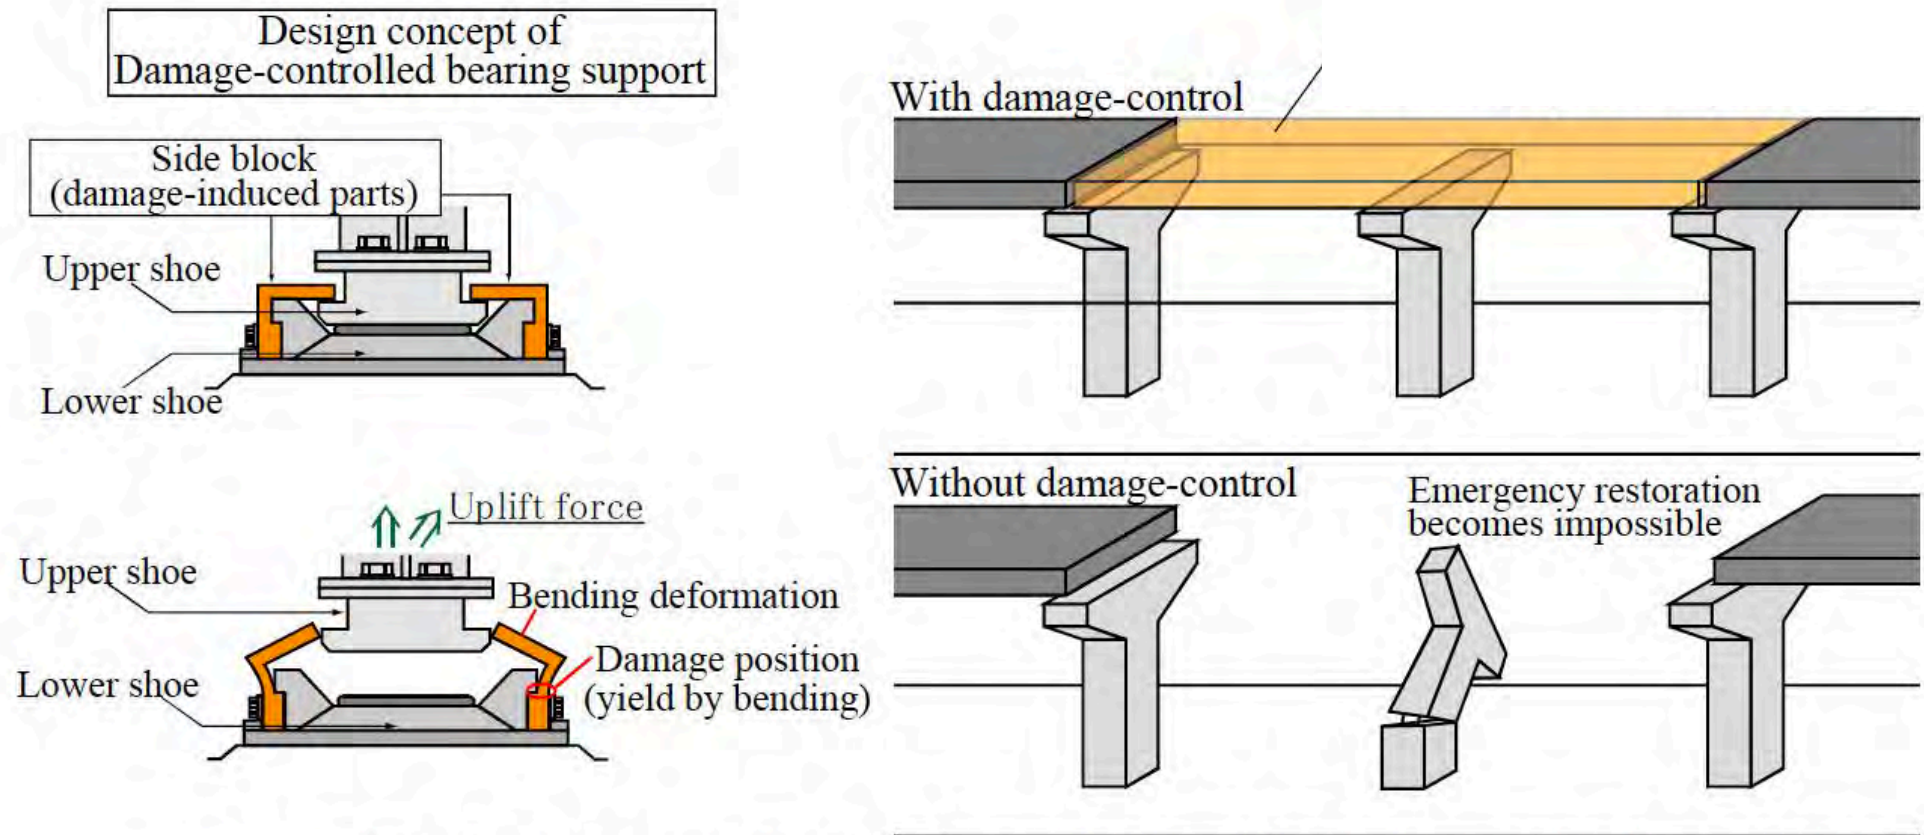 Design concept of
Damage-controlled bearing support
Side block
(damage-induced parts)
Upper shoe
Lower shoe
Uplift force
Upper shoe
Bending deformation
Damage position
(yield by bending)
Lower shoe
With damage-control
Without damage-control
Emergency restoration
becomes impossible